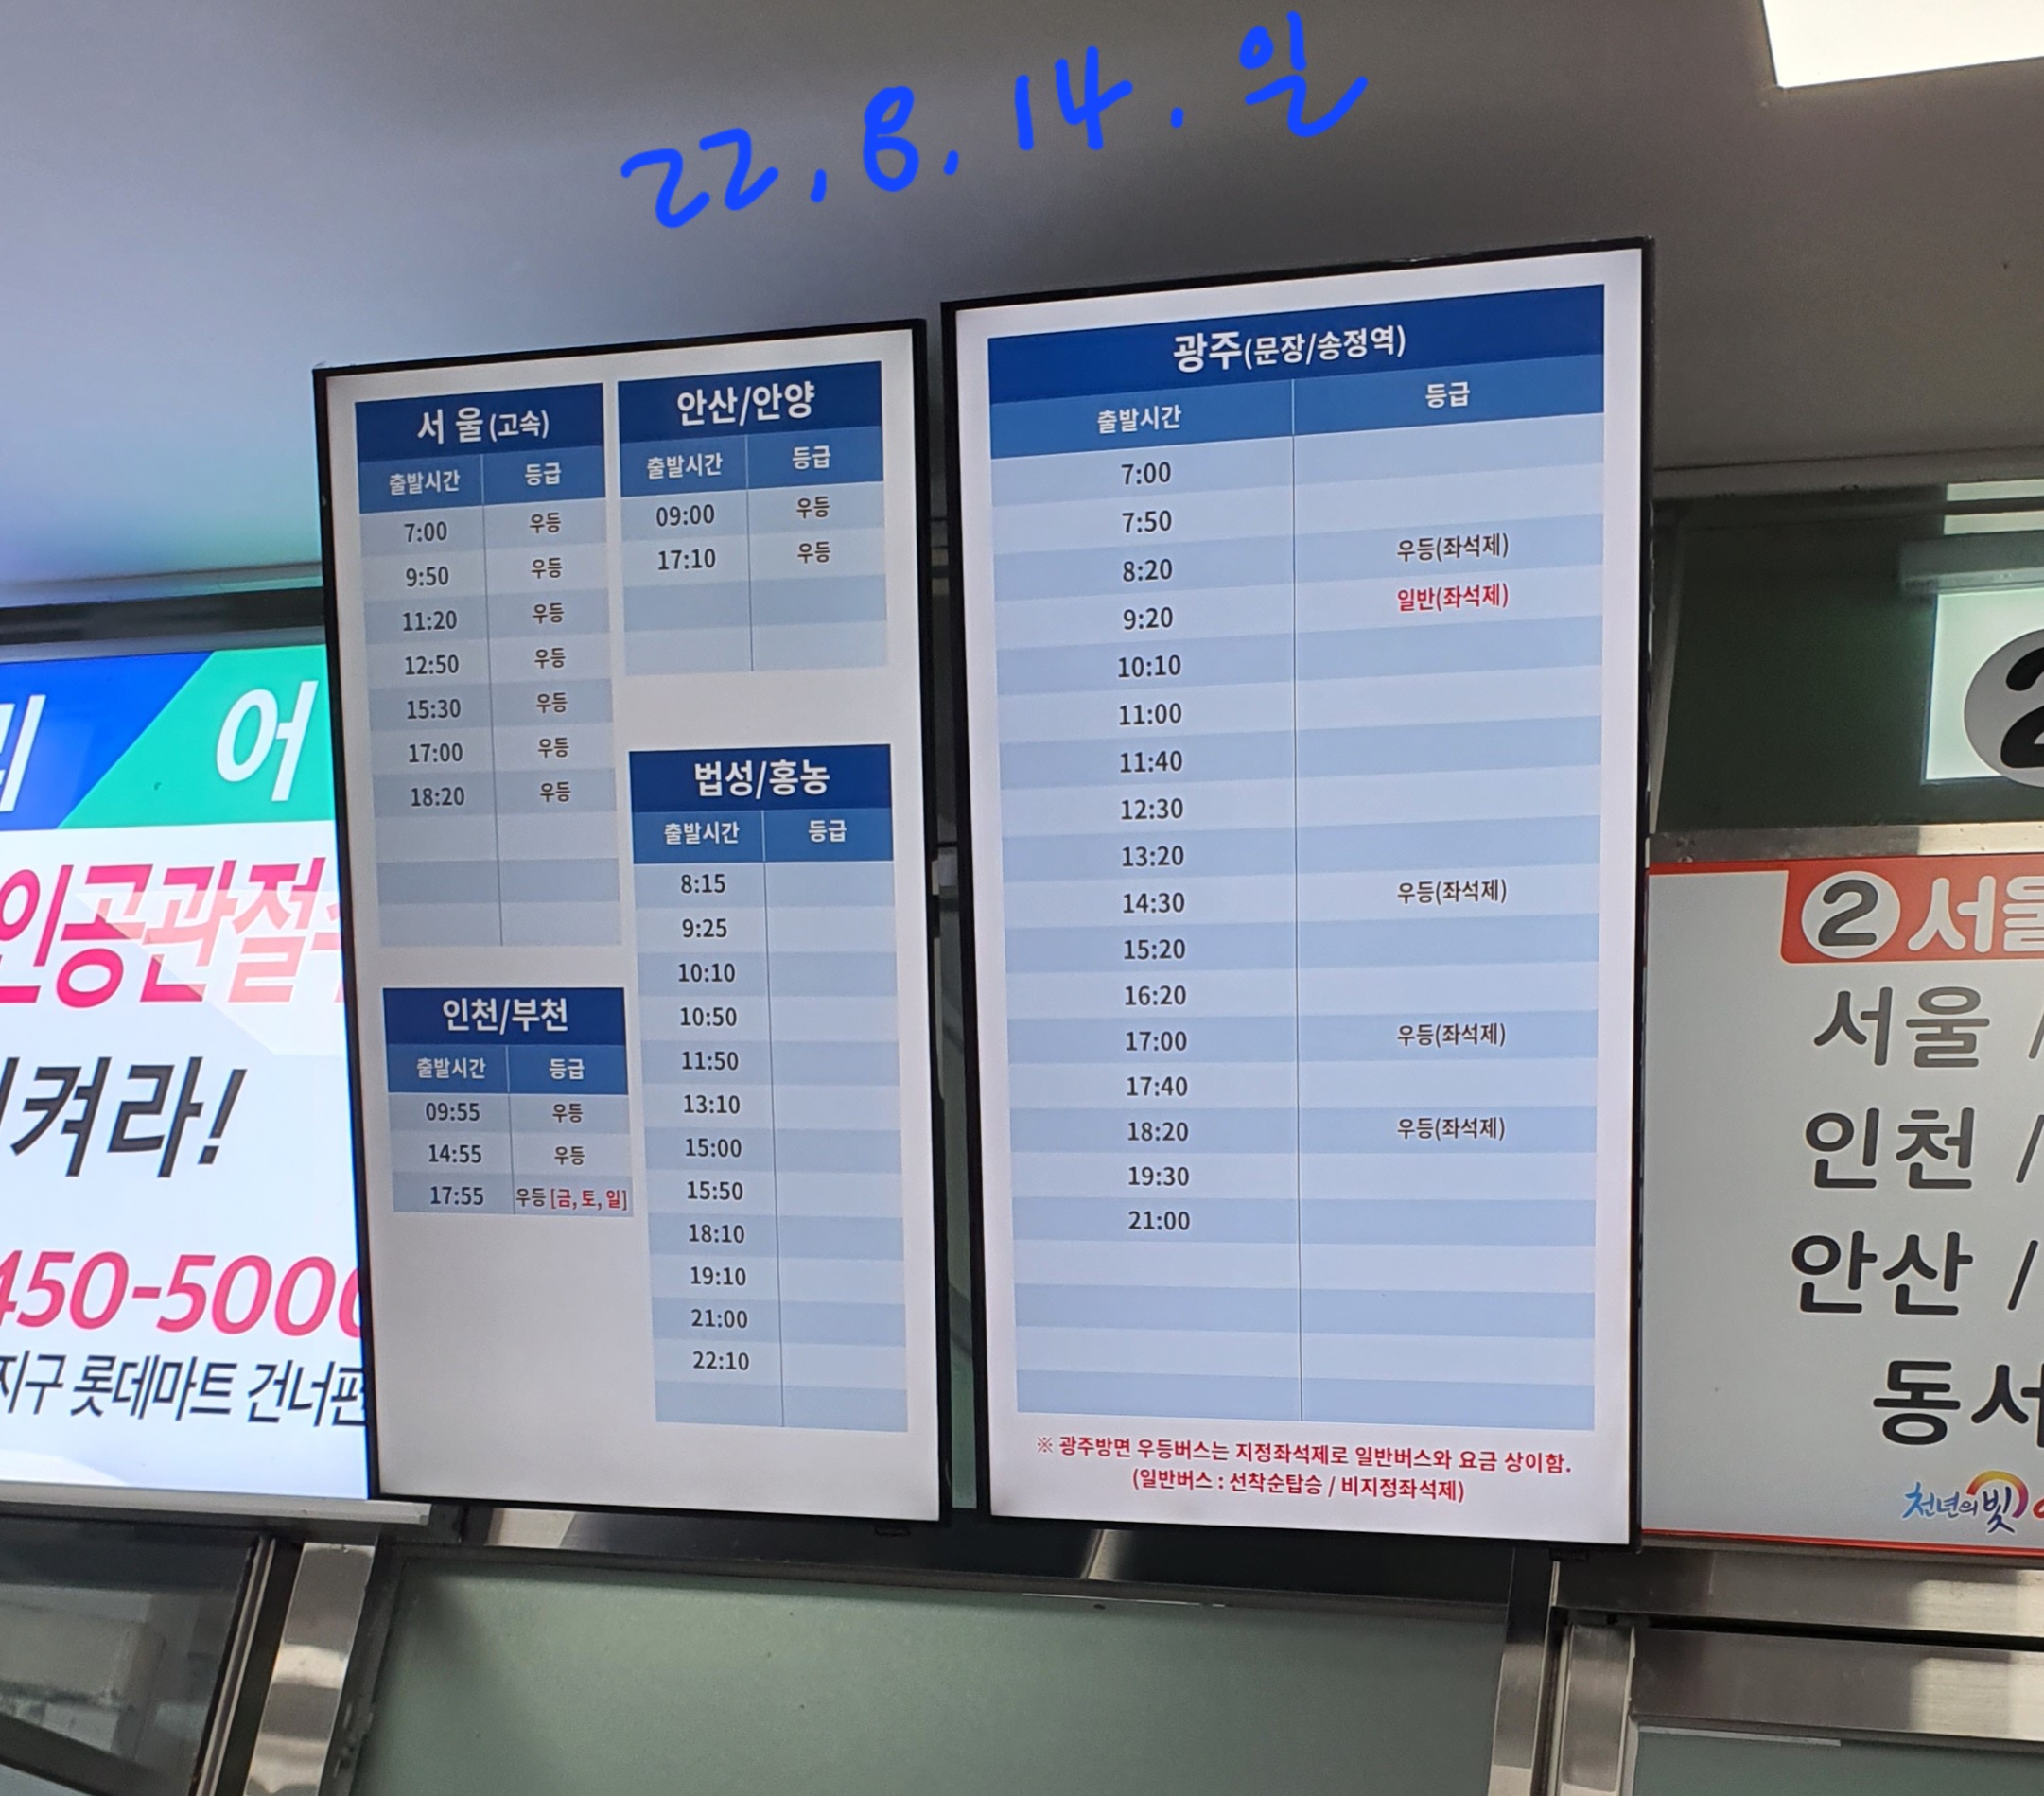 22.8.14.일
서울(고속)
출발시간 등급
7:00 우등
9:50 우등
11:20 우등
12:50 우등
15:30 우등
17:00 우등
18:20 우등
안산/안양
출발시간 등급
09:00 우등
17:10 우등
인천/부천
출발시간 등급
09:55 우등
14:55 우등
17:55 우등 [금, 토, 일]
법성/홍농
출발시간 등급
8:15
9:25
10:10
10:50
11:50
13:10
15:00
15:50
18:10
19:10
21:00
22:10
광주(문장/송정역)
출발시간 등급
7:00
7:50
8:20 우등(좌석제)
9:20 일반(좌석제)
10:10
11:00
11:40
12:30
13:20
14:30 우등(좌석제)
15:20
16:20
17:00 우등(좌석제)
17:40
18:20 우등(좌석제)
19:30
21:00
※ 광주방면 우등버스는 지정좌석제로 일반버스와 요금 상이함.
(일반버스 : 선착순탑승 / 비지정좌석제)
어
인공관절
켜라!
450-500
지구 롯데마트 건너편
2
2 서울
서울 /
인천 /
안산 /
동서
천년의 빛